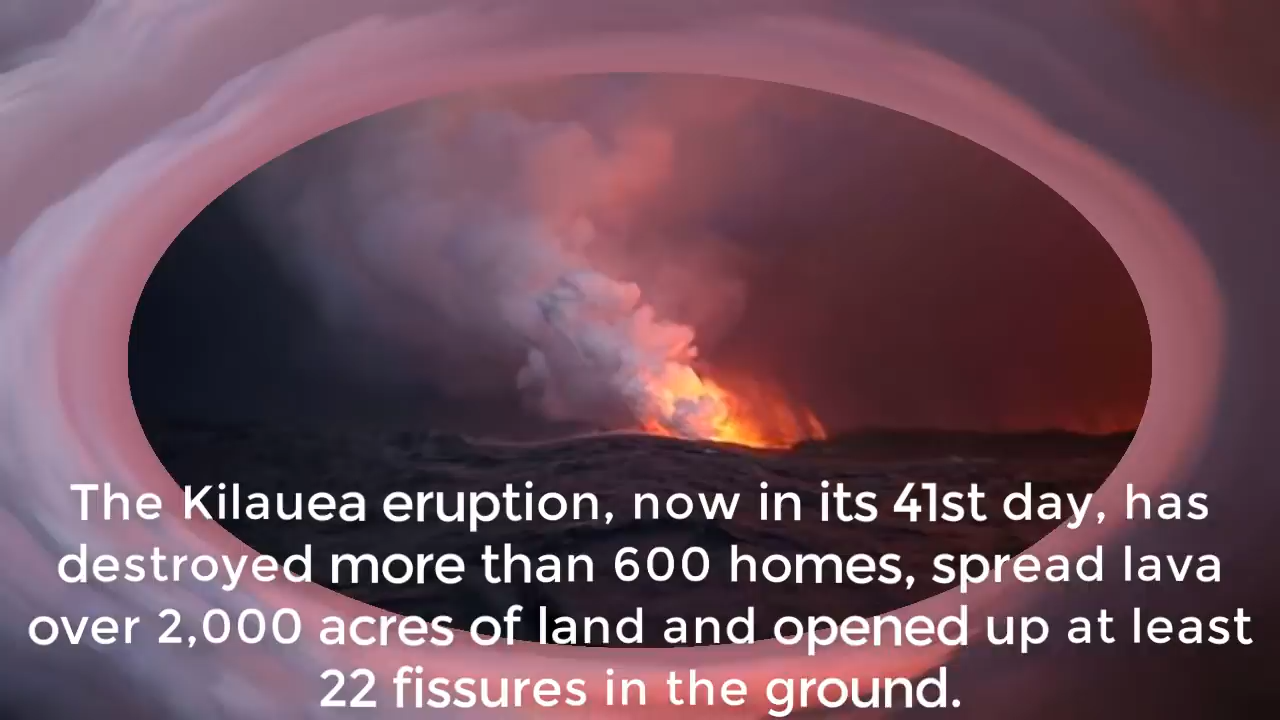 The Kilauea eruption, now in its 41st day, has
destroyed more than 600 homes, spread lava
over 2,000 acres of land and opened up at least
22 fissures in the ground.